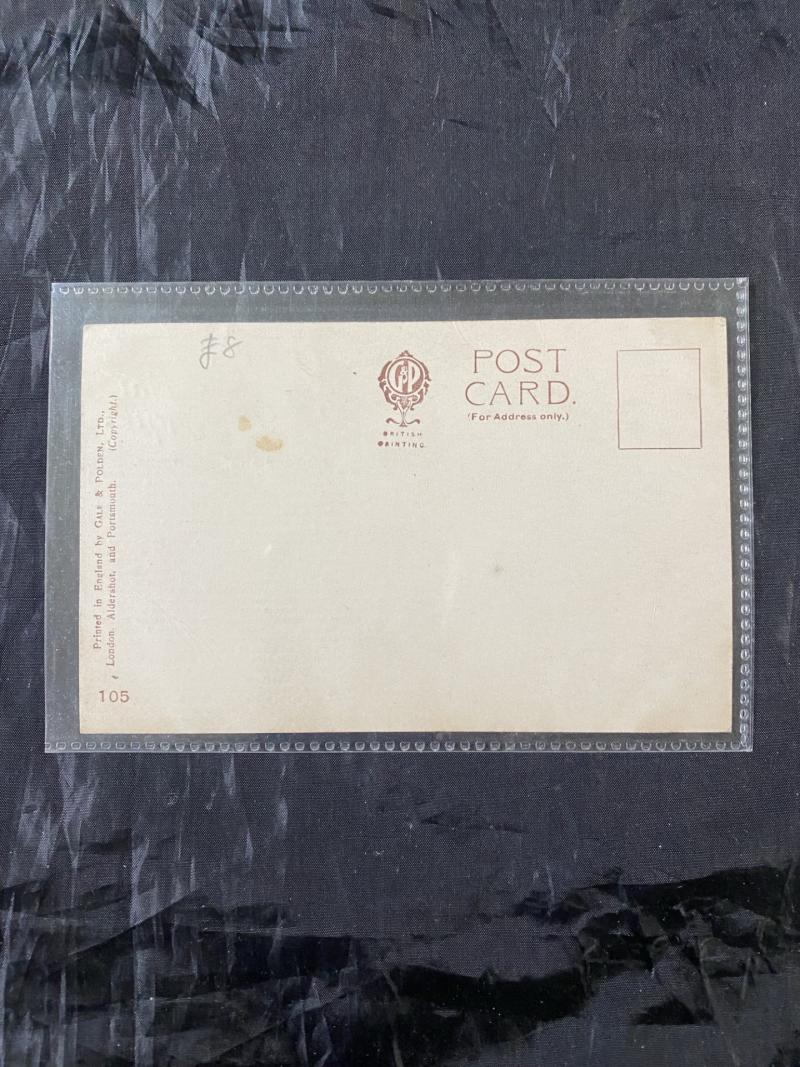 £8
G&P
BRITISH
PRINTING.
POST
CARD.
(For Address only.)
Printed in England by GALE & POLDEN, LTD.,
London, Aldershot, and Portsmouth. (Copyright.)
105